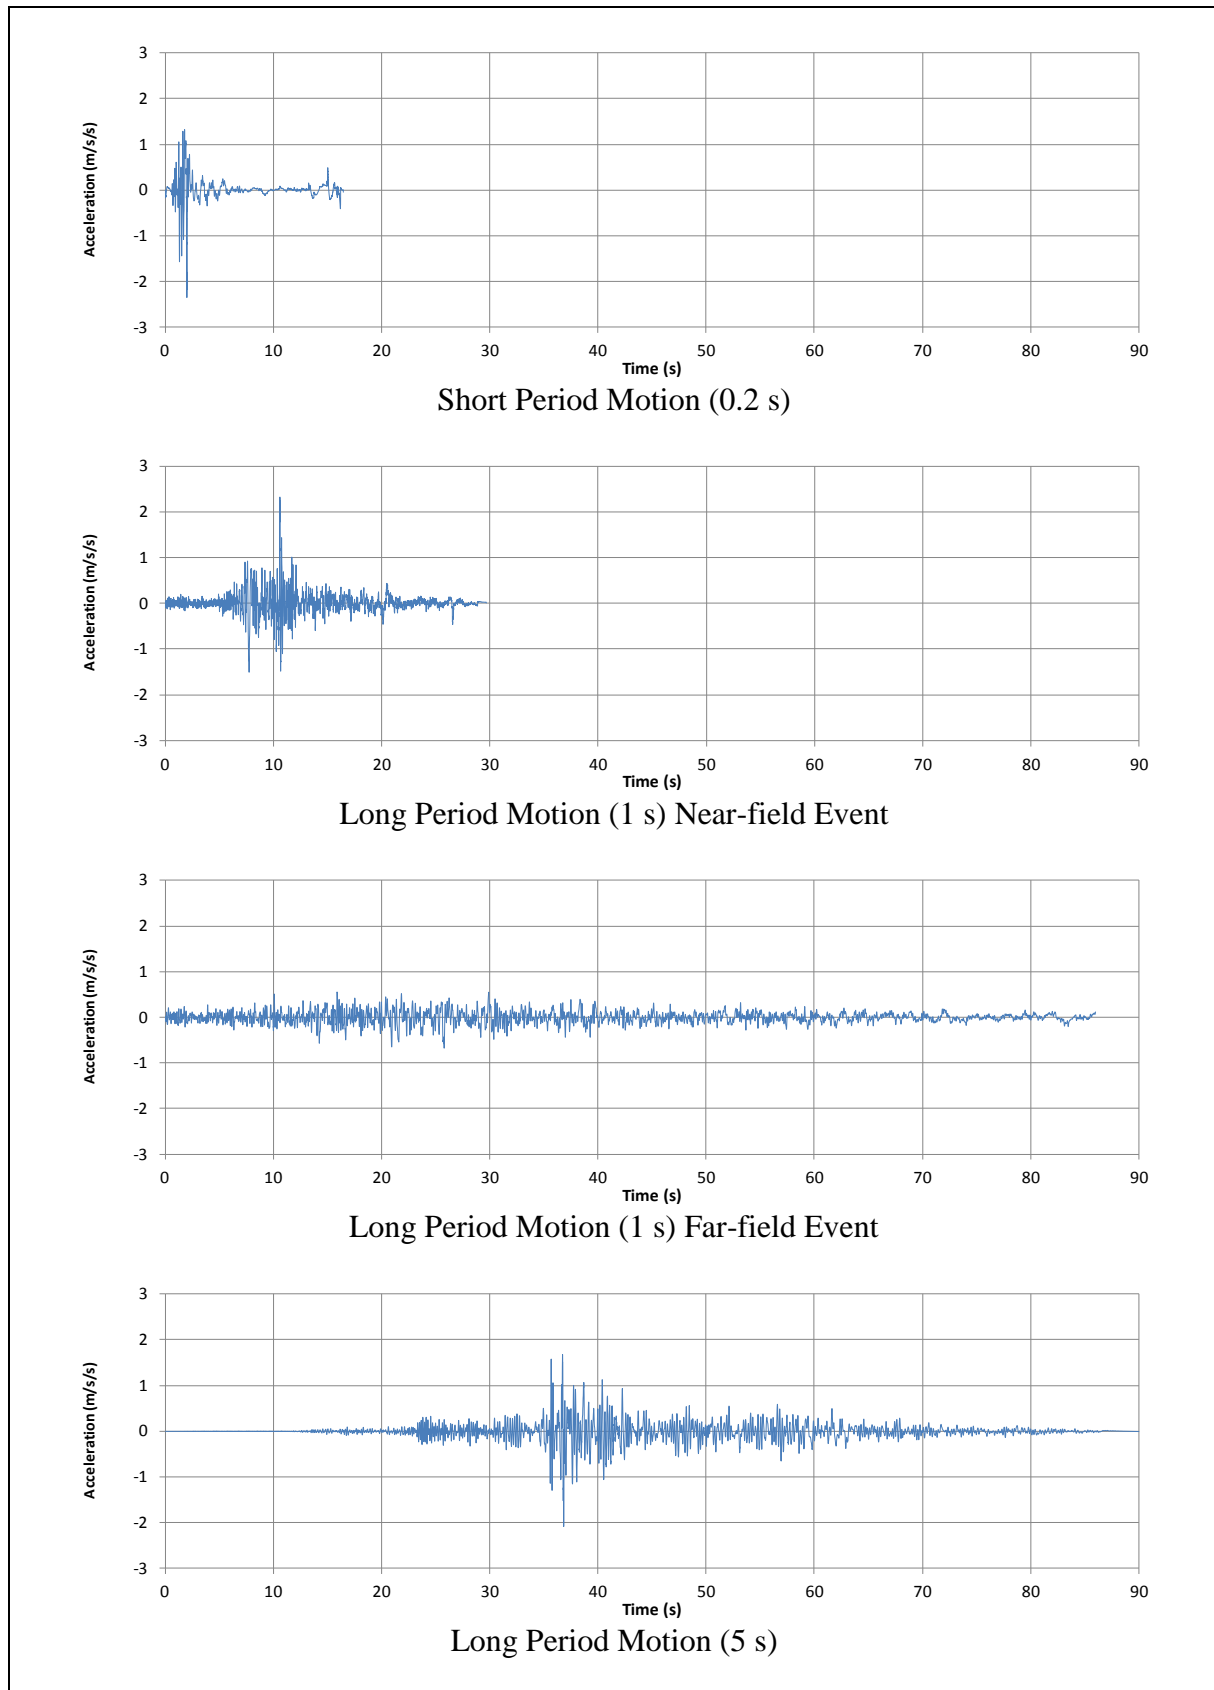 3
2
1
0
-1
-2
-3
Acceleration (m/s/s)
0 10 20 30 40 50 60 70 80 90
Time (s)
Short Period Motion (0.2 s)
3
2
1
0
-1
-2
-3
Acceleration (m/s/s)
0 10 20 30 40 50 60 70 80 90
Time (s)
Long Period Motion (1 s) Near-field Event
3
2
1
0
-1
-2
-3
Acceleration (m/s/s)
0 10 20 30 40 50 60 70 80 90
Time (s)
Long Period Motion (1 s) Far-field Event
3
2
1
0
-1
-2
-3
Acceleration (m/s/s)
0 10 20 30 40 50 60 70 80 90
Time (s)
Long Period Motion (5 s)